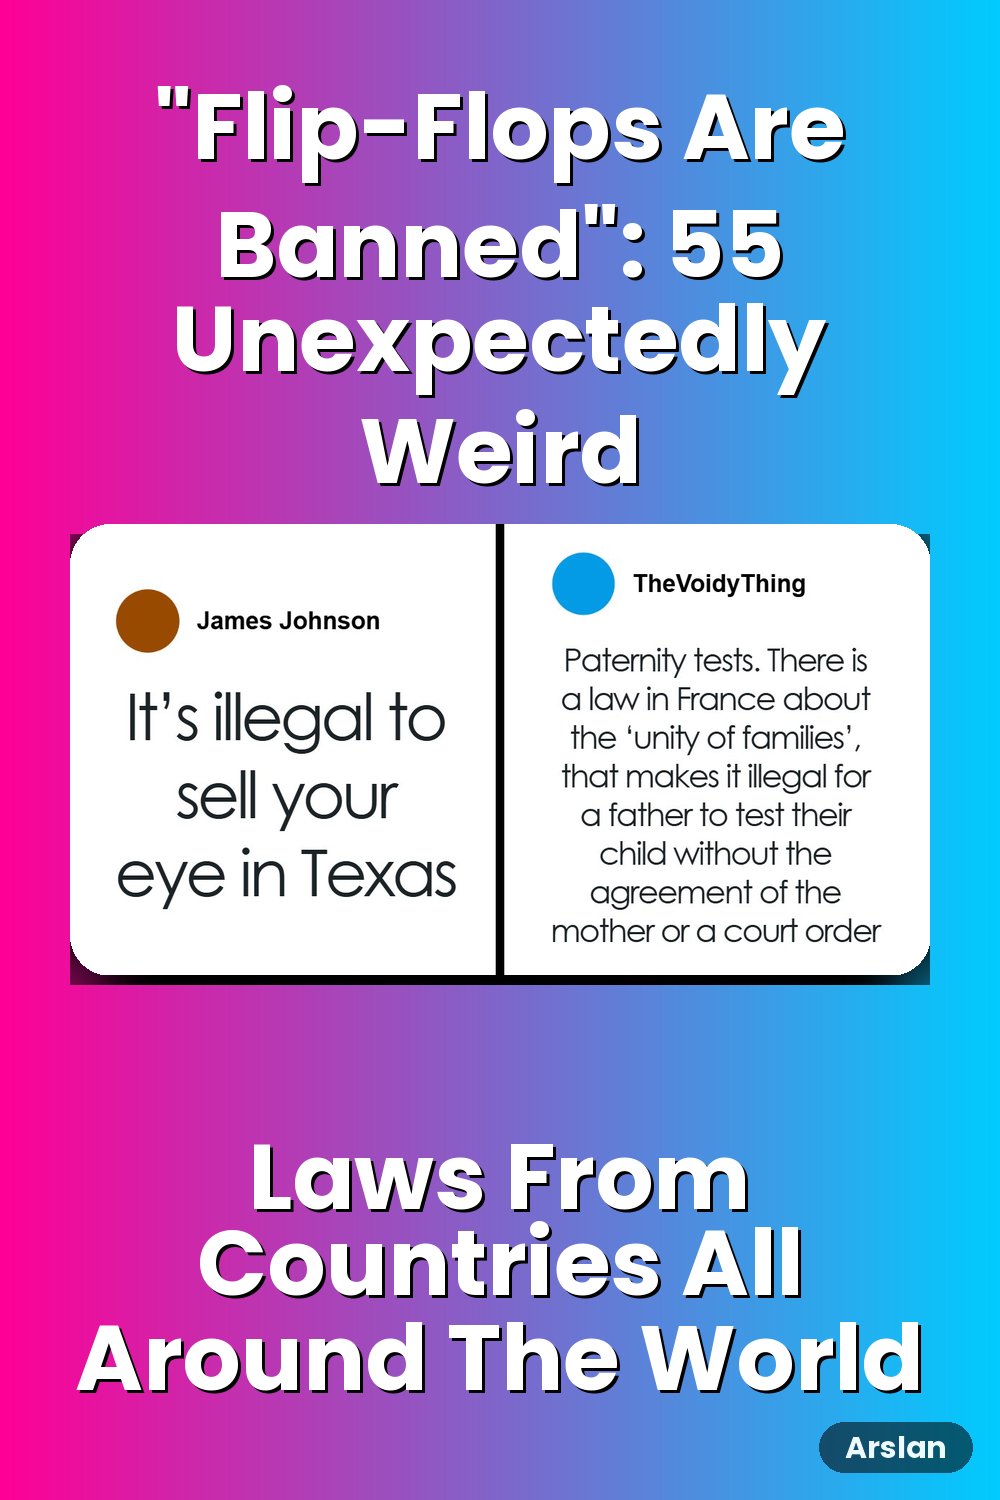 "Flip-Flops Are
Banned": 55
Unexpectedly
Weird
James Johnson
It’s illegal to
sell your
eye in Texas
TheVoidyThing
Paternity tests. There is
a law in France about
the ‘unity of families’,
that makes it illegal for
a father to test their
child without the
agreement of the
mother or a court order
Laws From
Countries All
Around The World
Arslan